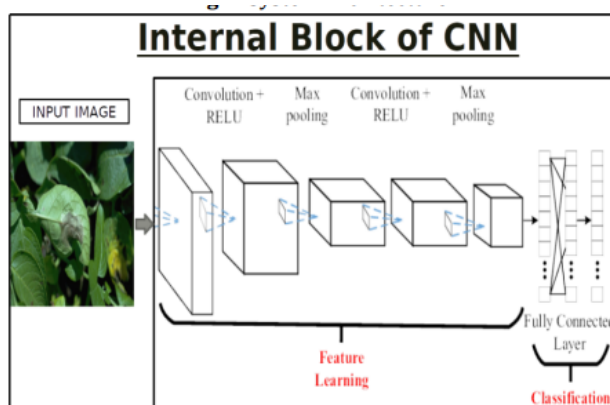 Internal Block of CNN
INPUT IMAGE
Convolution +
RELU
Max
pooling
Convolution +
RELU
Max
pooling
Fully Connected
Layer
Feature
Learning
Classification